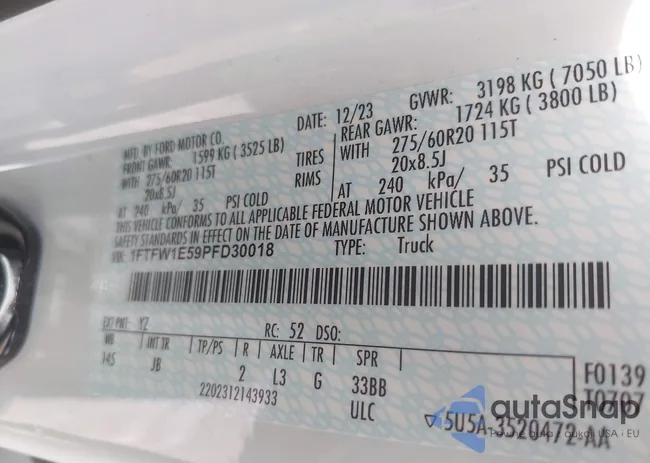 DATE: 12/23 GVWR: 3198 KG ( 7050 LB)
MFD. BY FORD MOTOR CO.
FRONT GAWR: 1599 KG ( 3525 LB) REAR GAWR: 1724 KG ( 3800 LB)
WITH 275/60R20 115T TIRES WITH 275/60R20 115T
20x8.5J RIMS 20x8.5J
AT 240 kPa/ 35 PSI COLD AT 240 kPa/ 35 PSI COLD
THIS VEHICLE CONFORMS TO ALL APPLICABLE FEDERAL MOTOR VEHICLE
SAFETY STANDARDS IN EFFECT ON THE DATE OF MANUFACTURE SHOWN ABOVE.
VIN: 1FTFW1E59PFD30018 TYPE: Truck
EXT PNT: YZ RC: 52 DSO:
WB INT TR TP/PS R AXLE TR SPR
145 JB 2 L3 G 33BB F0139
2202312143933 ULC T0707
5U5A-3520472-AA
autoSnap
USA i EU